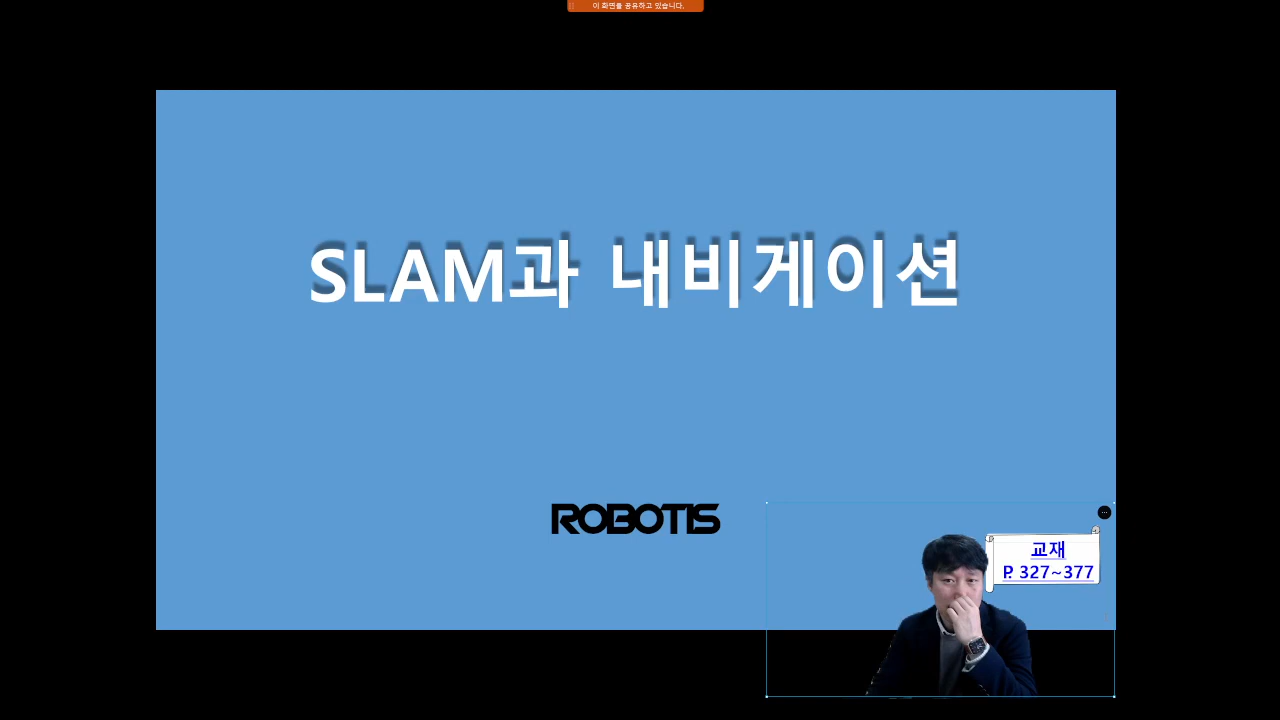 이 화면을 공유하고 있습니다.
SLAM과 내비게이션
ROBOTIS
교재
P. 327~377